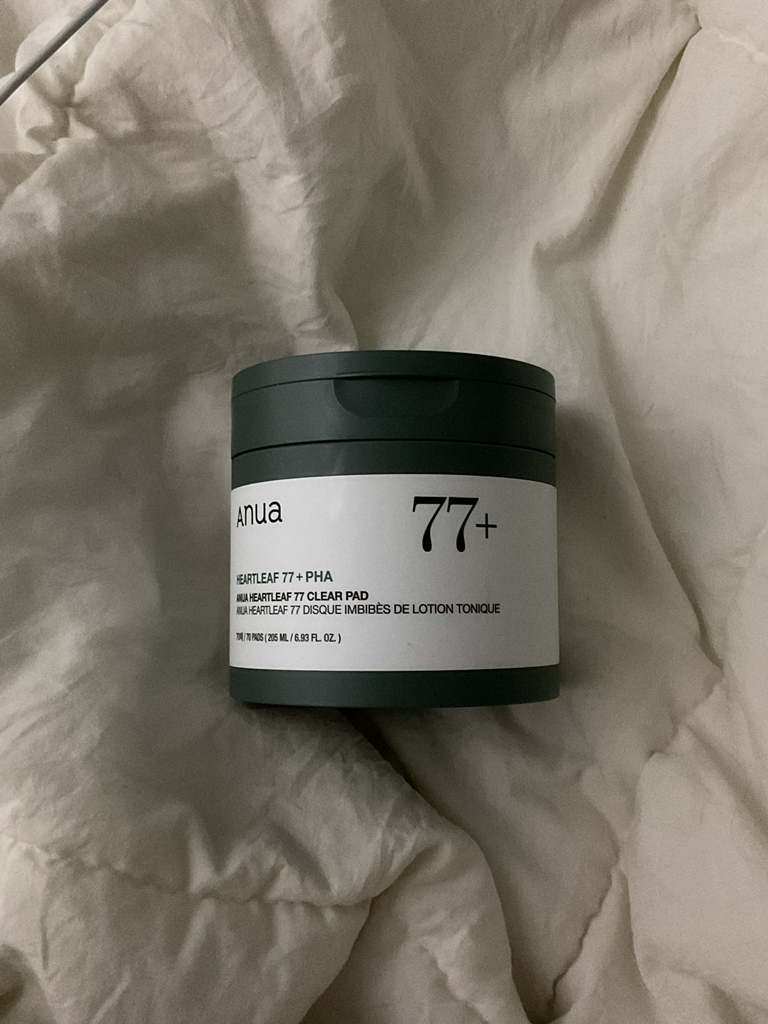 Anua
77+
HEARTLEAF 77+PHA
ANUA HEARTLEAF 77 CLEAR PAD
ANUA HEARTLEAF 77 DISQUE IMBIBÈS DE LOTION TONIQUE
/ 70 PADS ( 205 ML / 6.93 FL. OZ. )